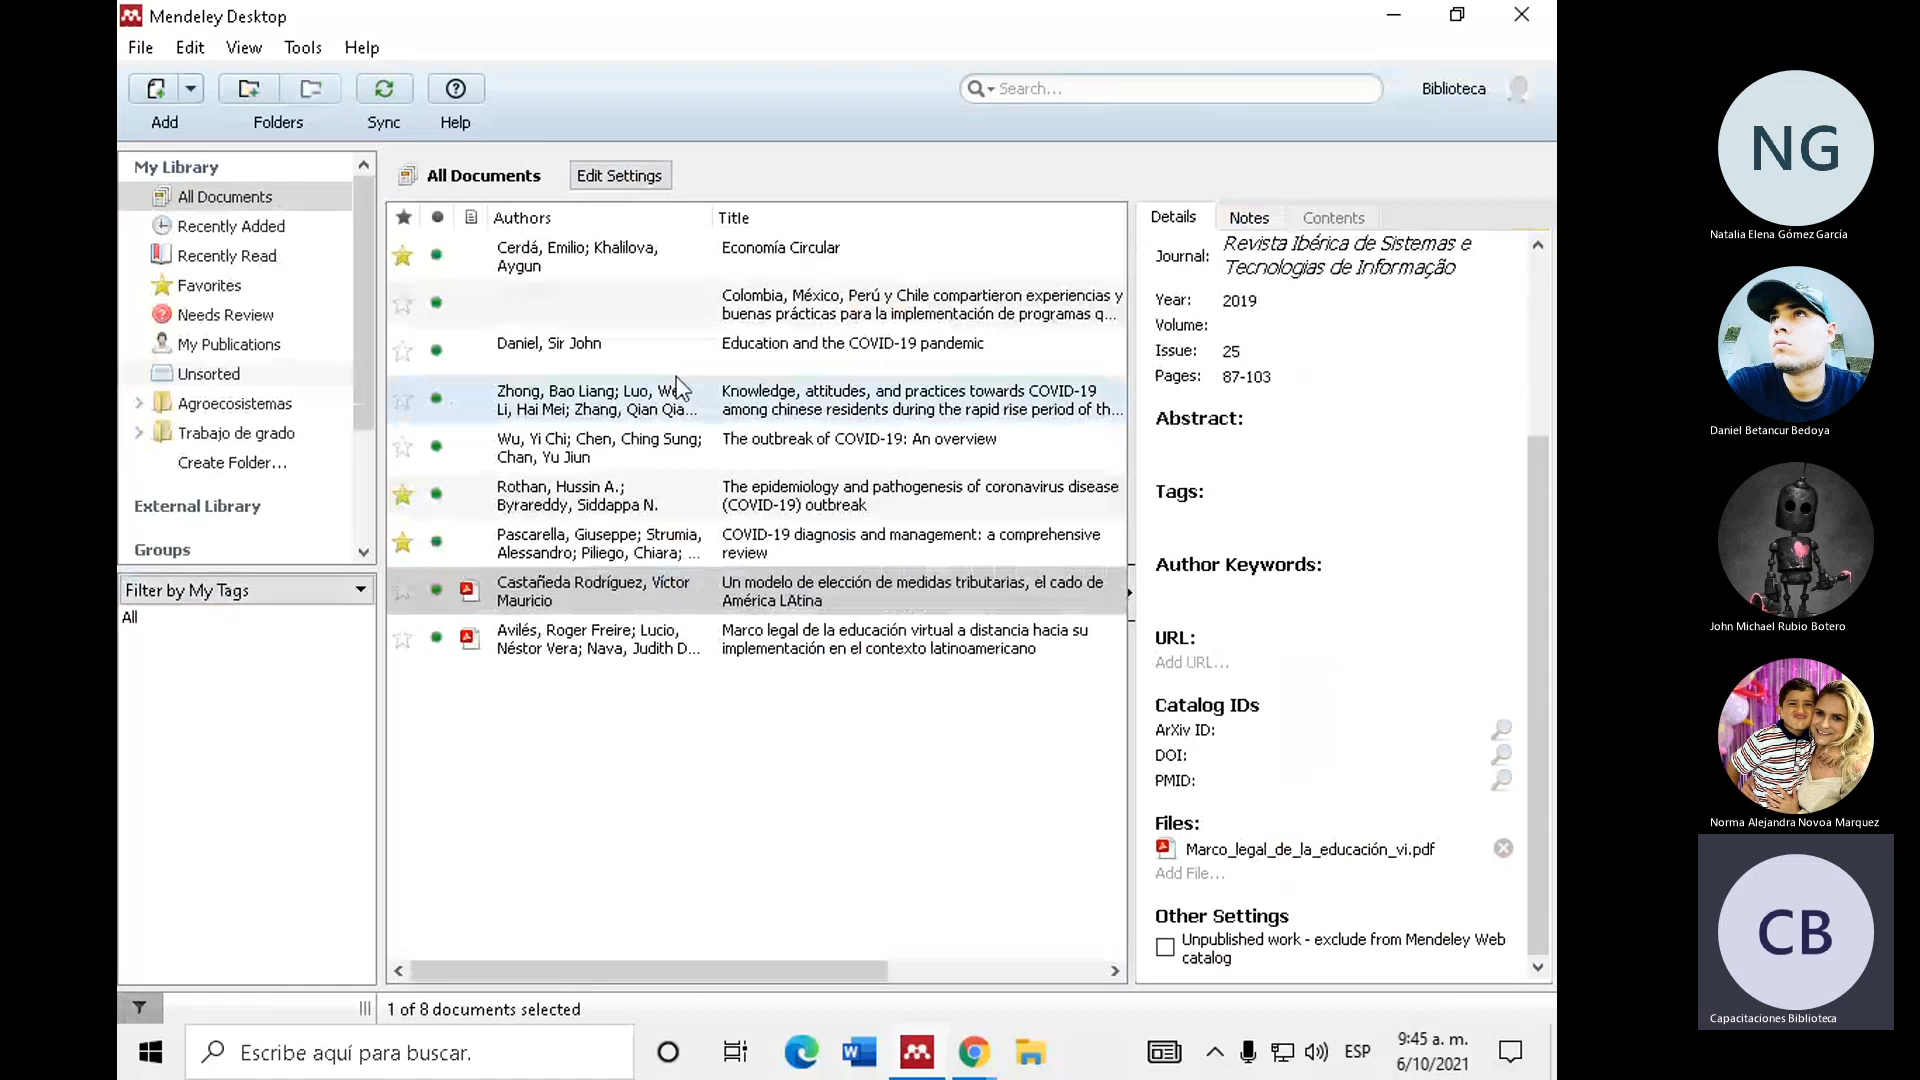 Mendeley Desktop
File Edit View Tools Help
Add Folders Sync Help
Search...
Biblioteca
My Library
All Documents
Recently Added
Recently Read
Favorites
Needs Review
My Publications
Unsorted
Agroecosistemas
Trabajo de grado
Create Folder...
External Library
Groups
Filter by My Tags
All
All Documents
Edit Settings
Authors Title
Cerdá, Emilio; Khalilova, Aygun
Economía Circular
Colombia, México, Perú y Chile compartieron experiencias y
buenas prácticas para la implementación de programas q...
Daniel, Sir John
Education and the COVID-19 pandemic
Zhong, Bao Liang; Luo,
Li, Hai Mei; Zhang, Qian Qia...
Knowledge, attitudes, and practices towards COVID-19
among chinese residents during the rapid rise period of th...
Wu, Yi Chi; Chen, Ching Sung;
Chan, Yu Jiun
The outbreak of COVID-19: An overview
Rothan, Hussin A.;
Byrareddy, Siddappa N.
The epidemiology and pathogenesis of coronavirus disease
(COVID-19) outbreak
Pascarella, Giuseppe; Strumia,
Alessandro; Piliego, Chiara; ...
COVID-19 diagnosis and management: a comprehensive
review
Castañeda Rodríguez, Víctor
Mauricio
Un modelo de elección de medidas tributarias, el cado de
América LAtina
Avilés, Roger Freire; Lucio,
Néstor Vera; Nava, Judith D...
Marco legal de la educación virtual a distancia hacia su
implementación en el contexto latinoamericano
Details Notes Contents
Journal: Revista Ibérica de Sistemas e
Tecnologias de Informação
Year: 2019
Volume:
Issue: 25
Pages: 87-103
Abstract:
Tags:
Author Keywords:
URL:
Add URL...
Catalog IDs
ArXiv ID:
DOI:
PMID:
Files:
Marco_legal_de_la_educación_vi.pdf
Add File...
Other Settings
Unpublished work - exclude from Mendeley Web
catalog
1 of 8 documents selected
Escribe aquí para buscar.
ESP
9:45 a. m.
6/10/2021
NG
Natalia Elena Gómez García
Daniel Betancur Bedoya
John Michael Rubio Botero
Norma Alejandra Novoa Marquez
CB
Capacitaciones Biblioteca